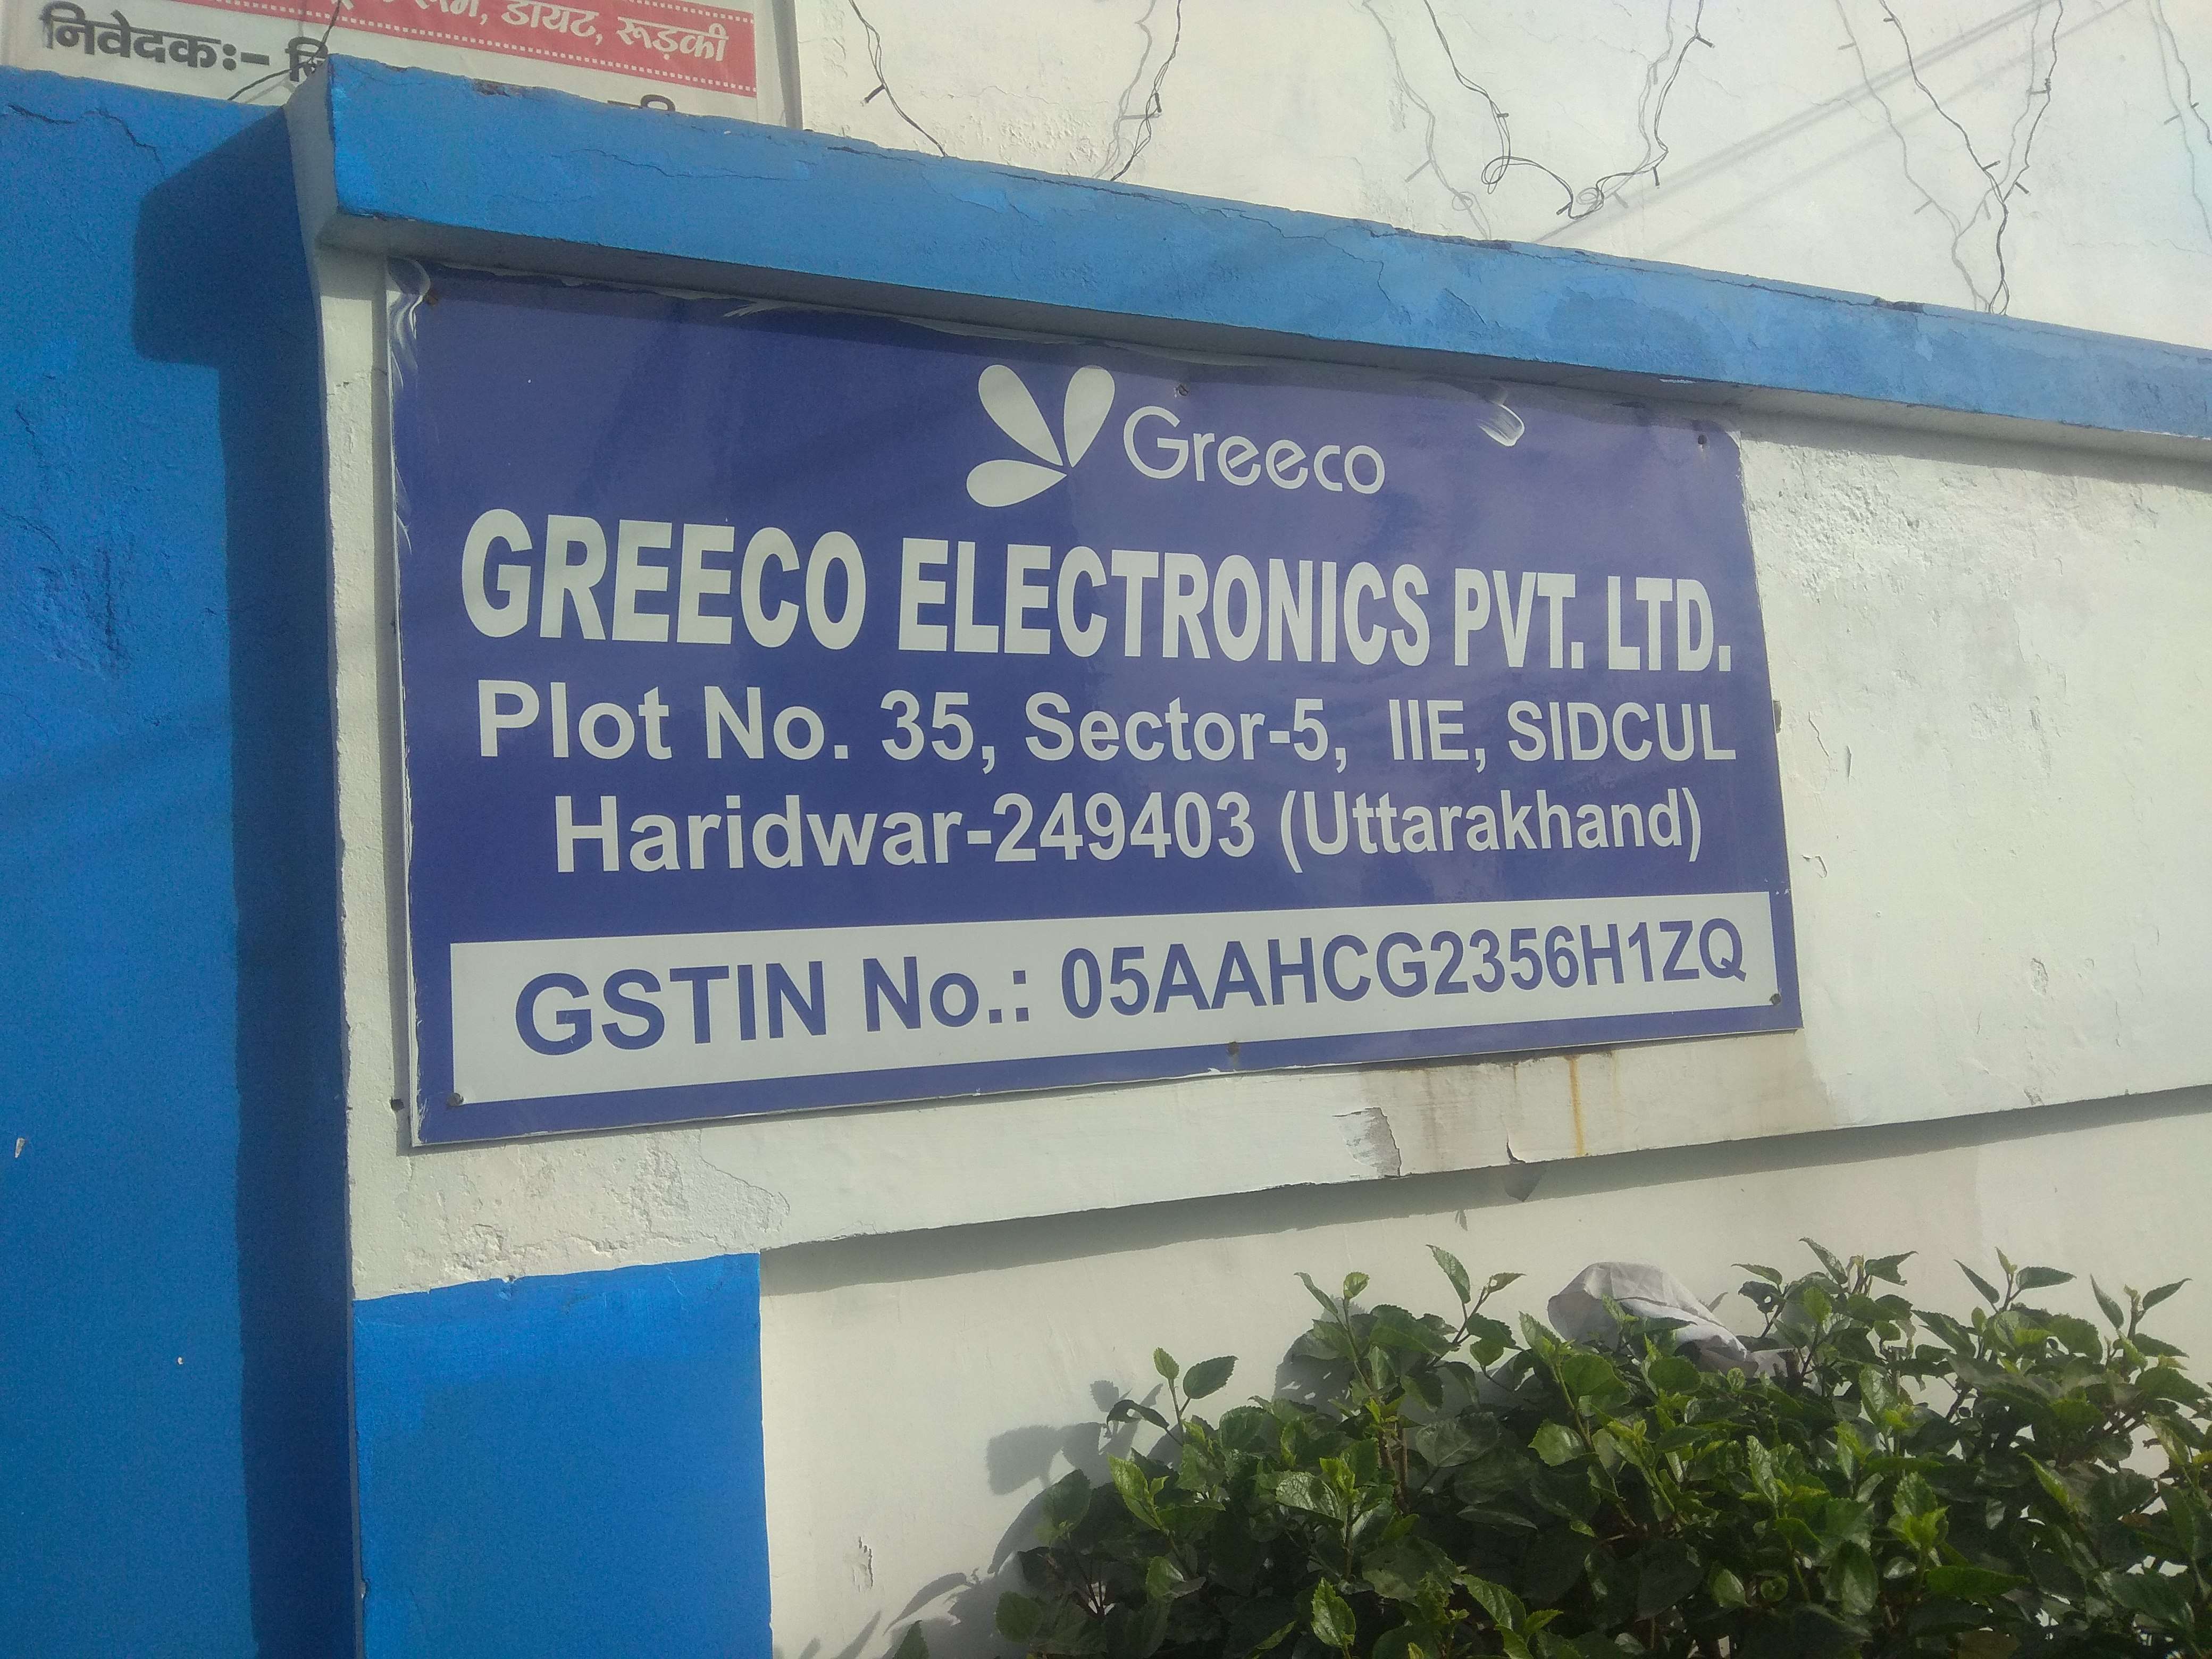 डायट, रूड़की
निवेदकः-
Greeco
GREECO ELECTRONICS PVT. LTD.
Plot No. 35, Sector-5, IIE, SIDCUL
Haridwar-249403 (Uttarakhand)
GSTIN No.: 05AAHCG2356H1ZQ